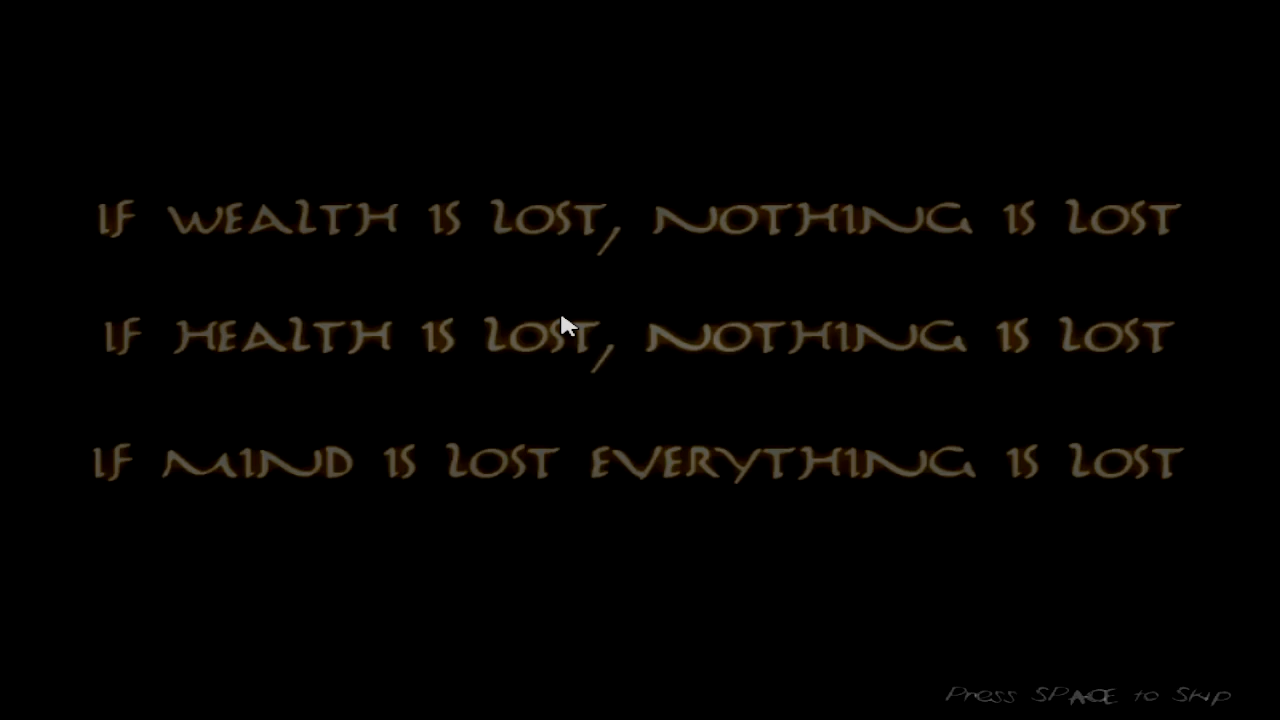 IF WEALTH IS LOST, NOTHING IS LOST
IF HEALTH IS LOST, NOTHING IS LOST
IF MIND IS LOST EVERYTHING IS LOST
Press SPACE to Skip